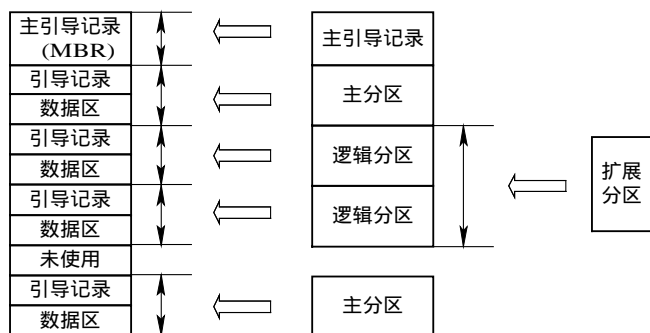 主引导记录
(MBR)
引导记录
数据区
引导记录
数据区
引导记录
数据区
未使用
引导记录
数据区
主引导记录
主分区
逻辑分区
逻辑分区
主分区
扩展
分区